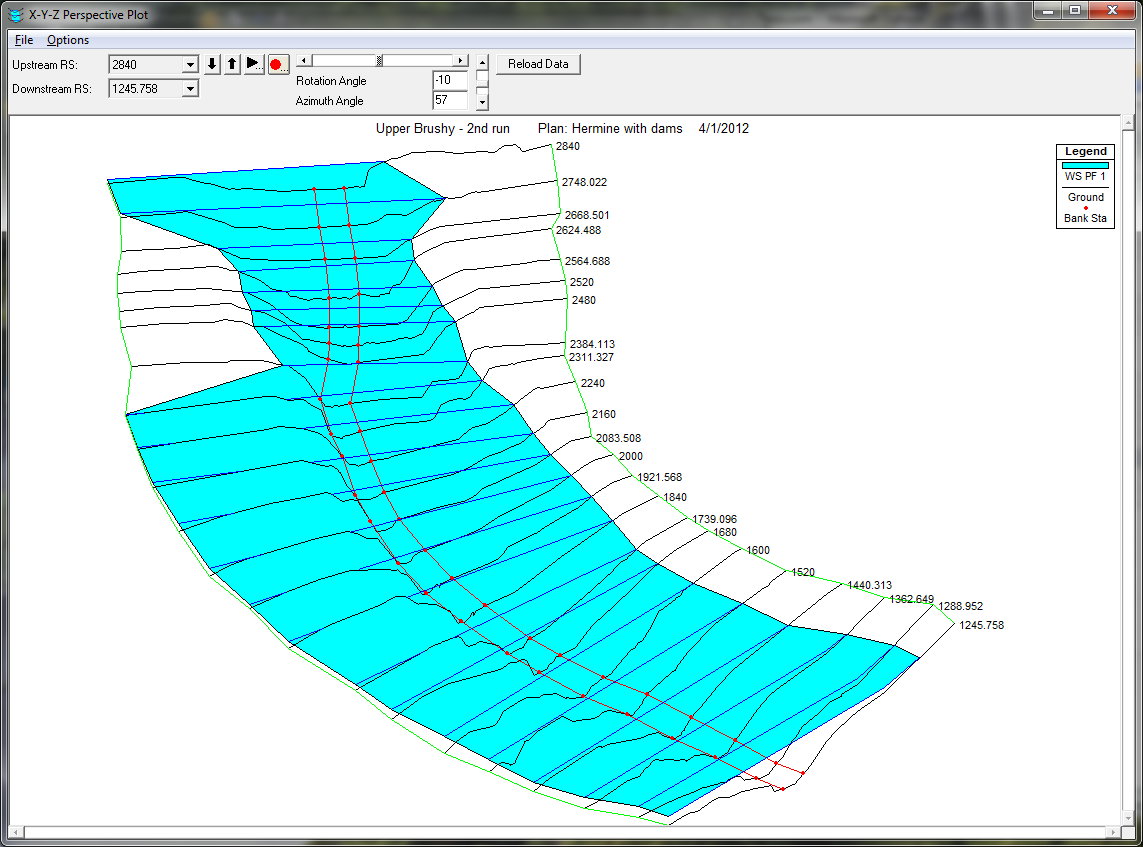 X-Y-Z Perspective Plot
File Options
Upstream RS: 2840
Downstream RS: 1245.758
Rotation Angle -10
Azimuth Angle 57
Reload Data
Upper Brushy - 2nd run Plan: Hermine with dams 4/1/2012
Legend
WS PF 1
Ground
Bank Sta
2840
2748.022
2668.501
2624.488
2564.688
2520
2480
2384.113
2311.327
2240
2160
2083.508
2000
1921.568
1840
1739.096
1680
1600
1520
1440.313
1362.649
1288.952
1245.758